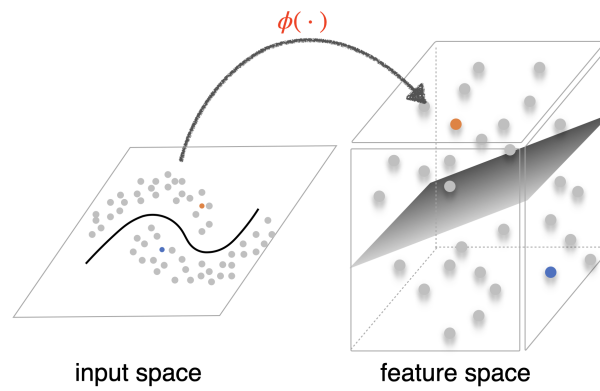 ϕ( · )
input space
feature space